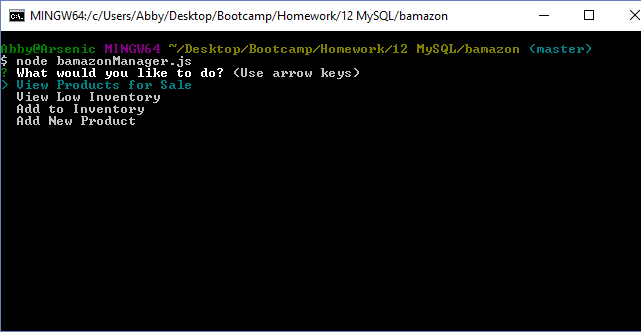 MINGW64:/c/Users/Abby/Desktop/Bootcamp/Homework/12 MySQL/bamazon
Abby@Arsenic MINGW64 ~/Desktop/Bootcamp/Homework/12 MySQL/bamazon (master)
$ node bamazonManager.js
? What would you like to do? (Use arrow keys)
> View Products for Sale
View Low Inventory
Add to Inventory
Add New Product